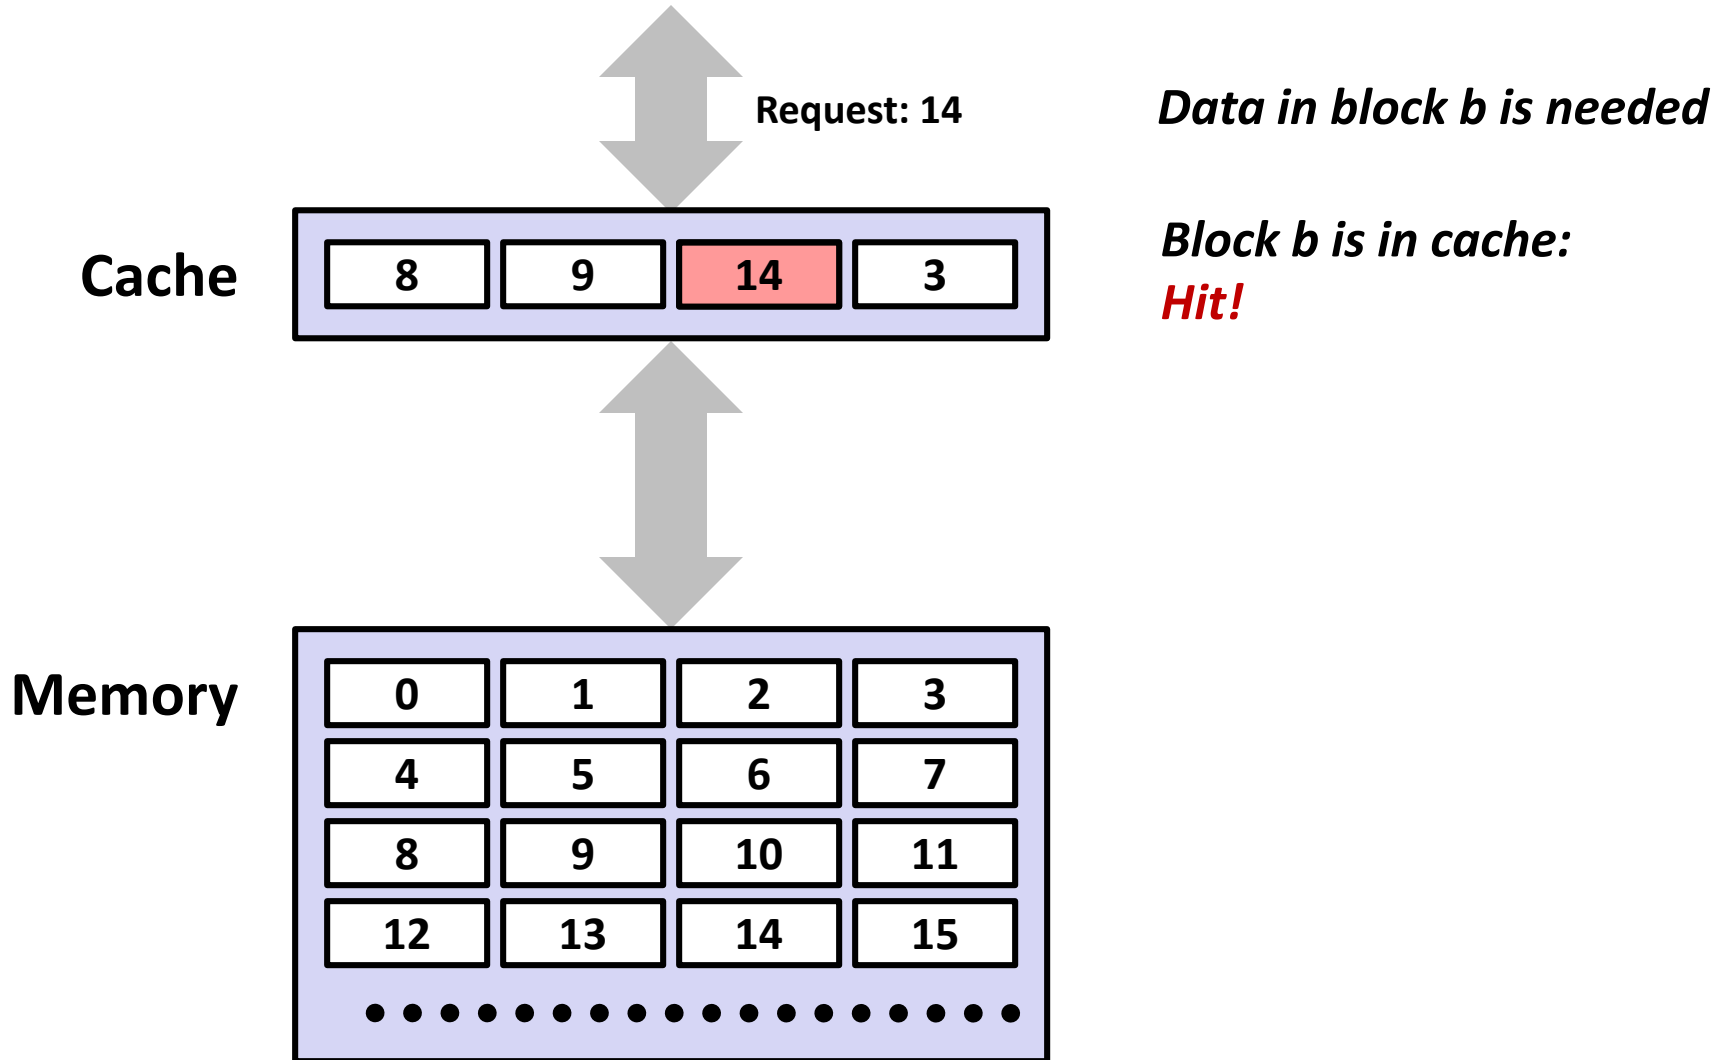 Request: 14
Data in block b is needed
Cache
8 9 14 3
Block b is in cache:
Hit!
Memory
0 1 2 3
4 5 6 7
8 9 10 11
12 13 14 15